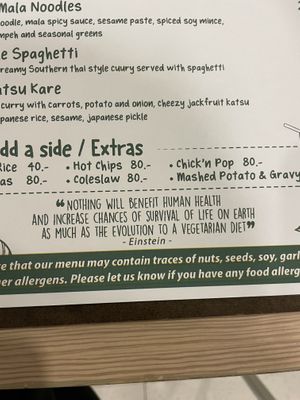 Mala Noodles
oodle, mala spicy sauce, sesame paste, spiced soy mince,
mpeh and seasonal greens
e Spaghetti
reamy Southern thai style cuury served with spaghetti
atsu Kare
curry with carrots, potato and onion, cheezy jackfruit katsu
panese rice, sesame, japanese pickle
dd a side / Extras
Rice 40.- • Hot Chips 80.- • Chick'n Pop 80.-
as 80.- • Coleslaw 80.- • Mashed Potato & Gravy
“NOTHING WILL BENEFIT HUMAN HEALTH
AND INCREASE CHANCES OF SURVIVAL OF LIFE ON EARTH
AS MUCH AS THE EVOLUTION TO A VEGETARIAN DIET”
- Einstein -
e that our menu may contain traces of nuts, seeds, soy, garl
er allergens. Please let us know if you have any food allerg